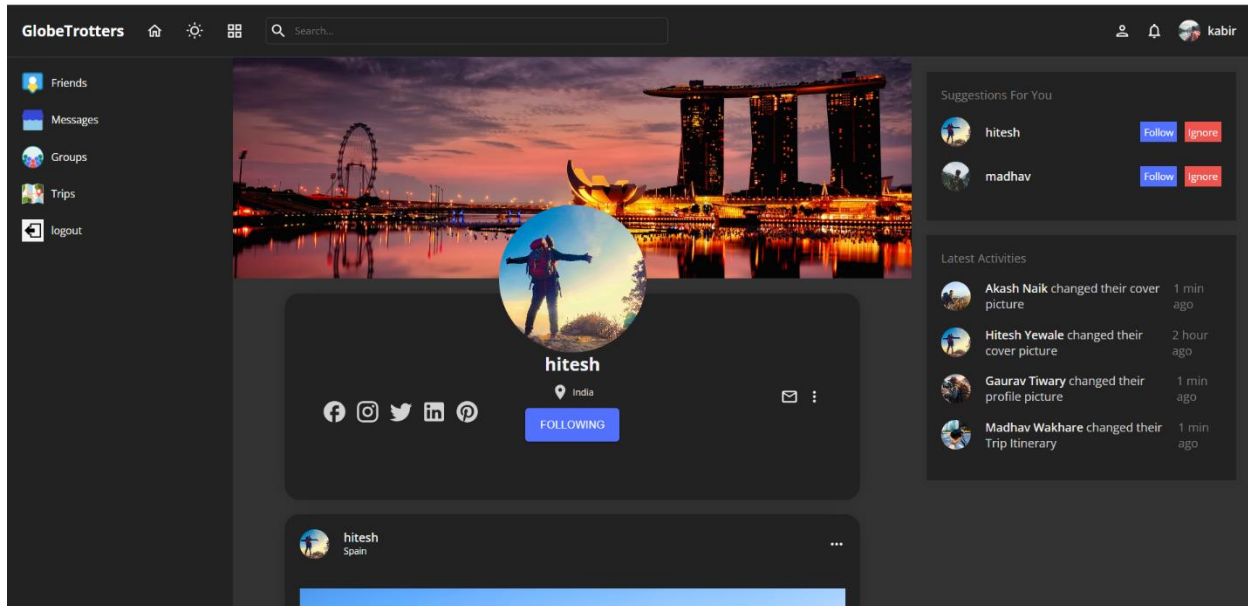 GlobeTrotters
Search...
kabir
Friends
Messages
Groups
Trips
logout
hitesh
India
FOLLOWING
hitesh
Spain
Suggestions For You
hitesh Follow Ignore
madhav Follow Ignore
Latest Activities
Akash Naik changed their cover 1 min
picture ago
Hitesh Yewale changed their 2 hour
cover picture ago
Gaurav Tiwary changed their 1 min
profile picture ago
Madhav Wakhare changed their 1 min
Trip Itinerary ago